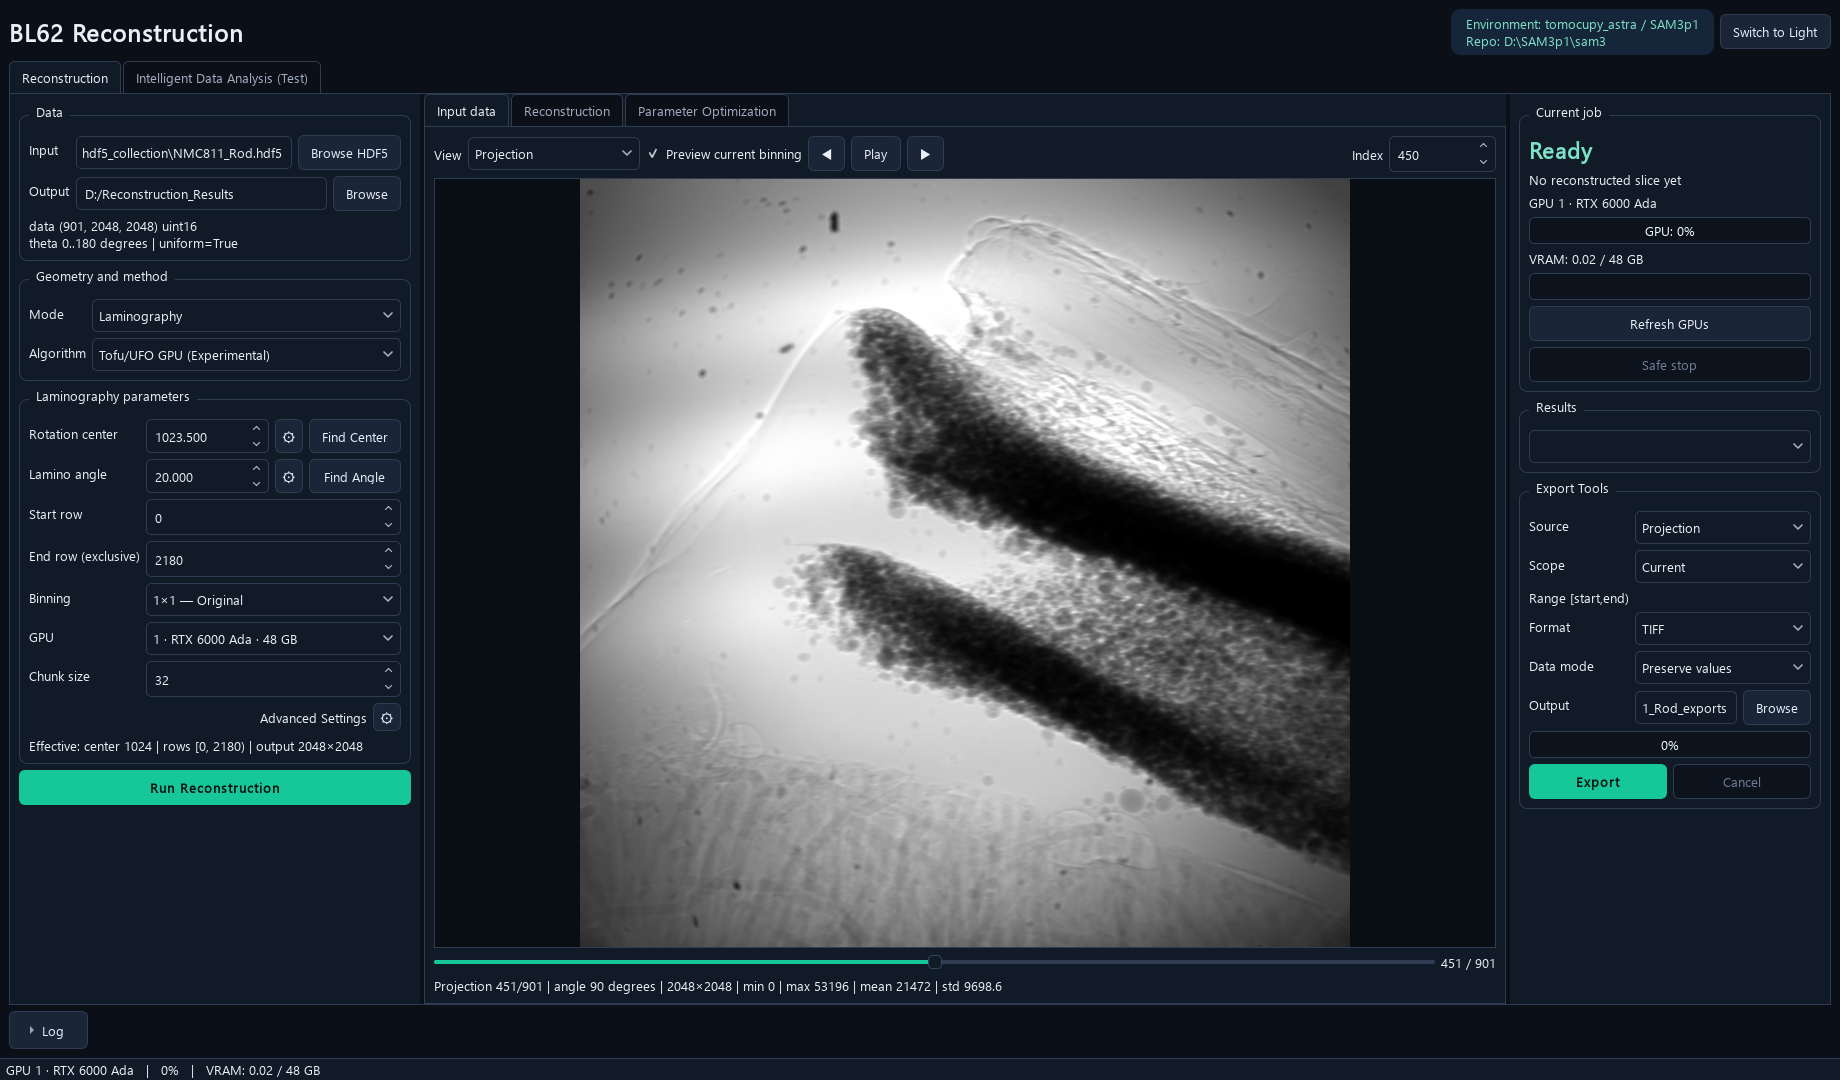 BL62 Reconstruction
Environment: tomocupy_astra / SAM3p1
Repo: D:\SAM3p1\sam3
Switch to Light
Reconstruction
Intelligent Data Analysis (Test)
Data
Input
hdf5_collection\NMC811_Rod.hdf5
Browse HDF5
Output
D:/Reconstruction_Results
Browse
data (901, 2048, 2048) uint16
theta 0..180 degrees | uniform=True
Geometry and method
Mode
Laminography
Algorithm
Tofu/UFO GPU (Experimental)
Laminography parameters
Rotation center
1023.500
Find Center
Lamino angle
20.000
Find Angle
Start row
0
End row (exclusive)
2180
Binning
1×1 — Original
GPU
1 · RTX 6000 Ada · 48 GB
Chunk size
32
Advanced Settings
Effective: center 1024 | rows [0, 2180) | output 2048×2048
Run Reconstruction
Input data
Reconstruction
Parameter Optimization
View
Projection
Preview current binning
Play
Index
450
451 / 901
Projection 451/901 | angle 90 degrees | 2048×2048 | min 0 | max 53196 | mean 21472 | std 9698.6
Current job
Ready
No reconstructed slice yet
GPU 1 · RTX 6000 Ada
GPU: 0%
VRAM: 0.02 / 48 GB
Refresh GPUs
Safe stop
Results
Export Tools
Source
Projection
Scope
Current
Range [start,end)
Format
TIFF
Data mode
Preserve values
Output
1_Rod_exports
Browse
0%
Export
Cancel
Log
GPU 1 · RTX 6000 Ada | 0% | VRAM: 0.02 / 48 GB